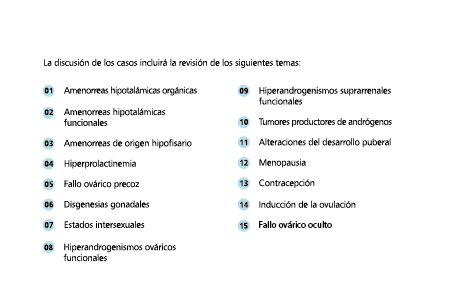 La discusión de los casos incluirá la revisión de los siguientes temas:
01 Amenorreas hipotalámicas orgánicas
02 Amenorreas hipotalámicas
funcionales
03 Amenorreas de origen hipofisario
04 Hiperprolactinemia
05 Fallo ovárico precoz
06 Disgenesias gonadales
07 Estados intersexuales
08 Hiperandrogenismos ováricos
funcionales
09 Hiperandrogenismos suprarrenales
funcionales
10 Tumores productores de andrógenos
11 Alteraciones del desarrollo puberal
12 Menopausia
13 Contracepción
14 Inducción de la ovulación
15 Fallo ovárico oculto